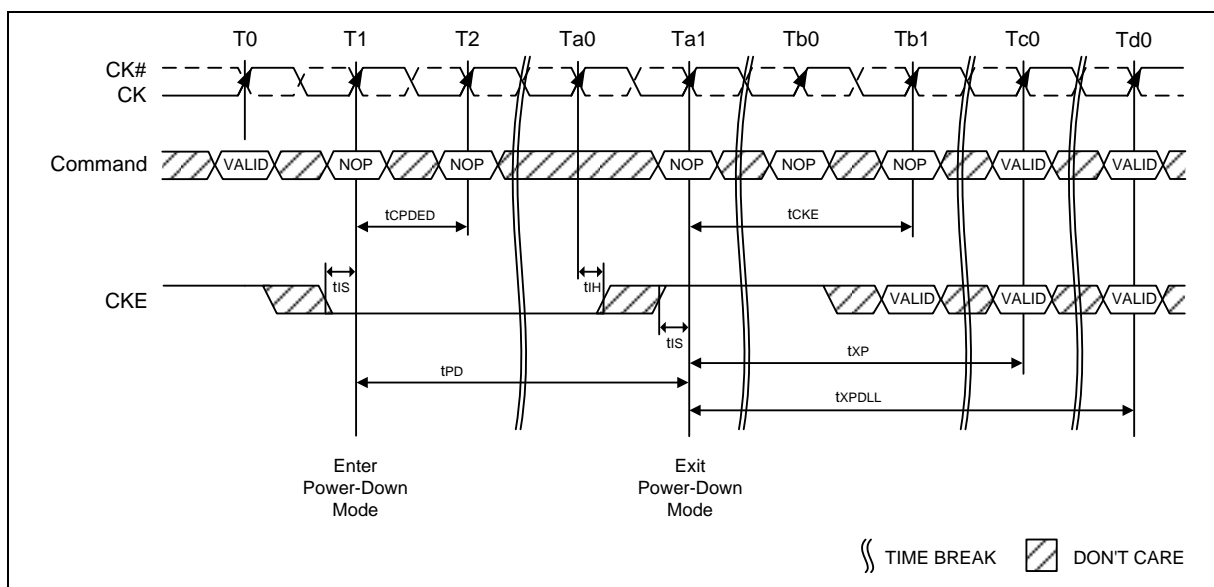 T0 T1 T2 Ta0 Ta1 Tb0 Tb1 Tc0 Td0
CK#
CK
Command VALID NOP NOP NOP NOP NOP VALID VALID
tCPDED tCKE
tIS tIH
CKE VALID VALID VALID
tIS
tPD tXP
tXPDLL
Enter
Power-Down
Mode
Exit
Power-Down
Mode
TIME BREAK DON'T CARE